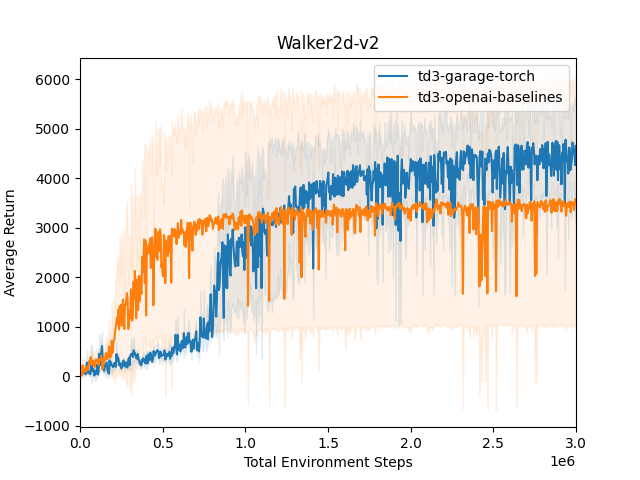 Walker2d-v2
td3-garage-torch
td3-openai-baselines
Average Return
6000
5000
4000
3000
2000
1000
0
−1000
0.0 0.5 1.0 1.5 2.0 2.5 3.0
1e6
Total Environment Steps